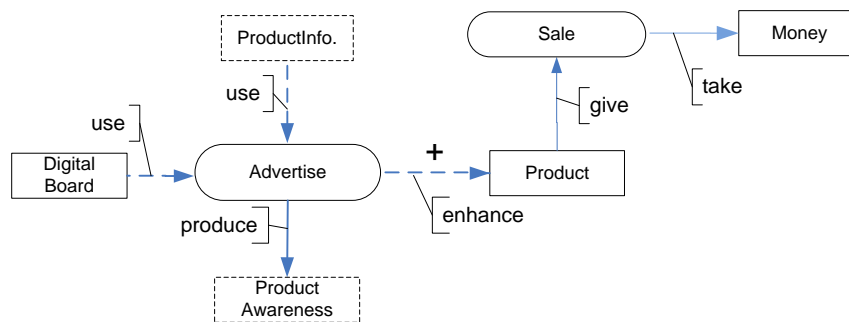 ProductInfo.
Sale
Money
use
take
give
use
+
Digital
Board
Advertise
Product
enhance
produce
Product
Awareness